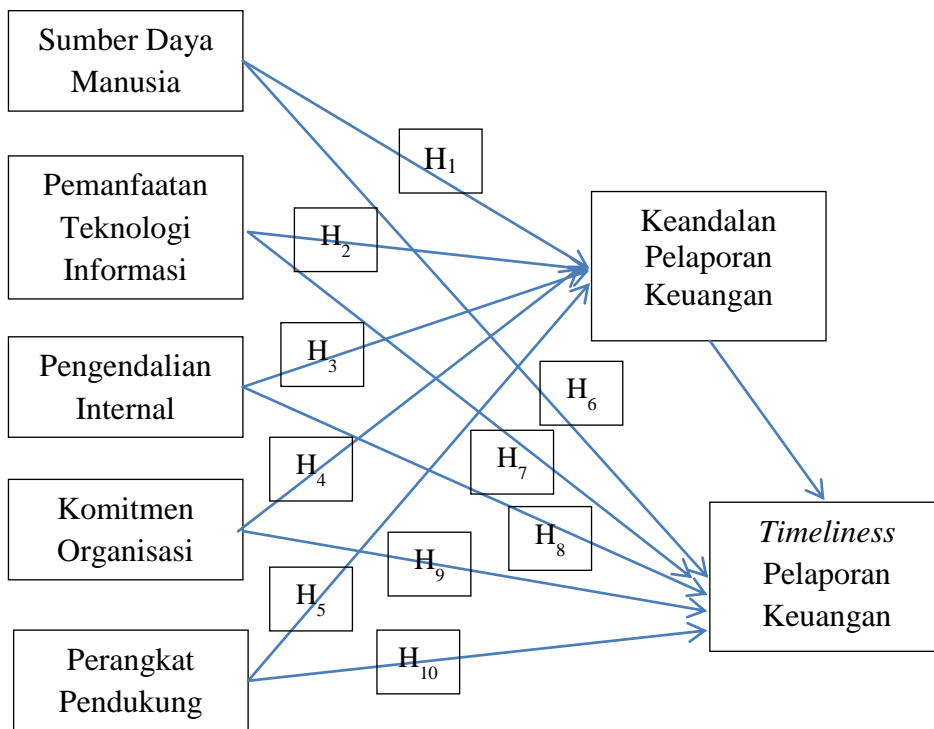 Sumber Daya
Manusia
Pemanfaatan
Teknologi
Informasi
Pengendalian
Internal
Komitmen
Organisasi
Perangkat
Pendukung
H₁
H₂
H₃
H₄
H₅
H₆
H₇
H₈
H₉
H₁₀
Keandalan
Pelaporan
Keuangan
Timeliness
Pelaporan
Keuangan